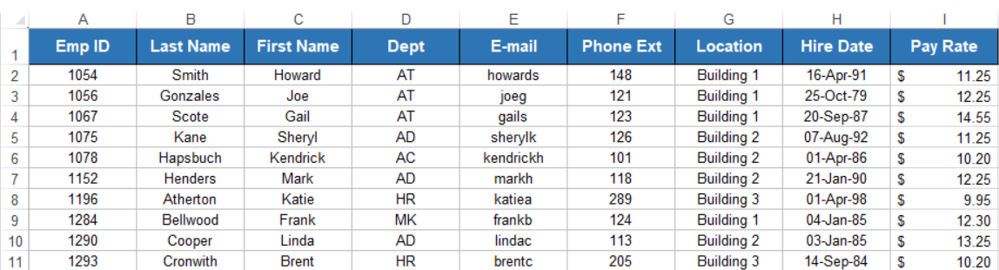 A B C D E F G H I
1 Emp ID Last Name First Name Dept E-mail Phone Ext Location Hire Date Pay Rate
2 1054 Smith Howard AT howards 148 Building 1 16-Apr-91 $ 11.25
3 1056 Gonzales Joe AT joeg 121 Building 1 25-Oct-79 $ 12.25
4 1067 Scote Gail AT gails 123 Building 1 20-Sep-87 $ 14.55
5 1075 Kane Sheryl AD sherylk 126 Building 2 07-Aug-92 $ 11.25
6 1078 Hapsbuch Kendrick AC kendrickh 101 Building 2 01-Apr-86 $ 10.20
7 1152 Henders Mark AD markh 118 Building 2 21-Jan-90 $ 12.25
8 1196 Atherton Katie HR katiea 289 Building 3 01-Apr-98 $ 9.95
9 1284 Bellwood Frank MK frankb 124 Building 1 04-Jan-85 $ 12.30
10 1290 Cooper Linda AD lindac 113 Building 2 03-Jan-85 $ 13.25
11 1293 Cronwith Brent HR brentc 205 Building 3 14-Sep-84 $ 10.20